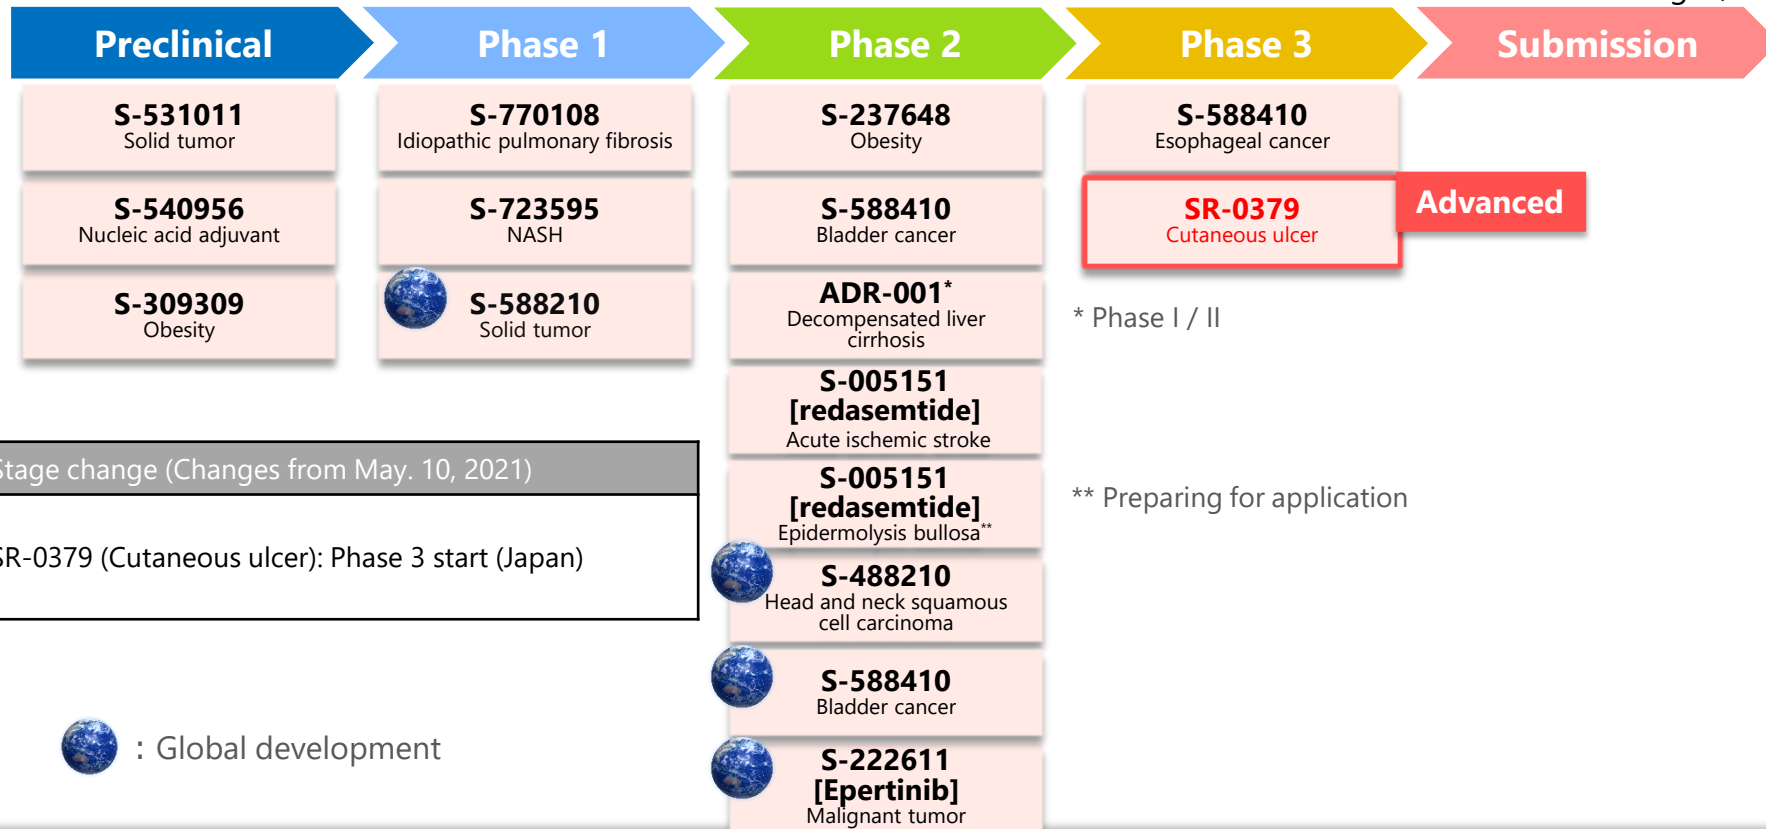 Preclinical
Phase 1
Phase 2
Phase 3
Submission
S-531011
Solid tumor
S-540956
Nucleic acid adjuvant
S-309309
Obesity
S-770108
Idiopathic pulmonary fibrosis
S-723595
NASH
S-588210
Solid tumor
S-237648
Obesity
S-588410
Bladder cancer
ADR-001*
Decompensated liver
cirrhosis
S-005151
[redasemtide]
Acute ischemic stroke
S-005151
[redasemtide]
Epidermolysis bullosa**
S-488210
Head and neck squamous
cell carcinoma
S-588410
Bladder cancer
S-222611
[Epertinib]
Malignant tumor
S-588410
Esophageal cancer
SR-0379
Cutaneous ulcer
Advanced
* Phase I / II
** Preparing for application
Stage change (Changes from May. 10, 2021)
SR-0379 (Cutaneous ulcer): Phase 3 start (Japan)
: Global development